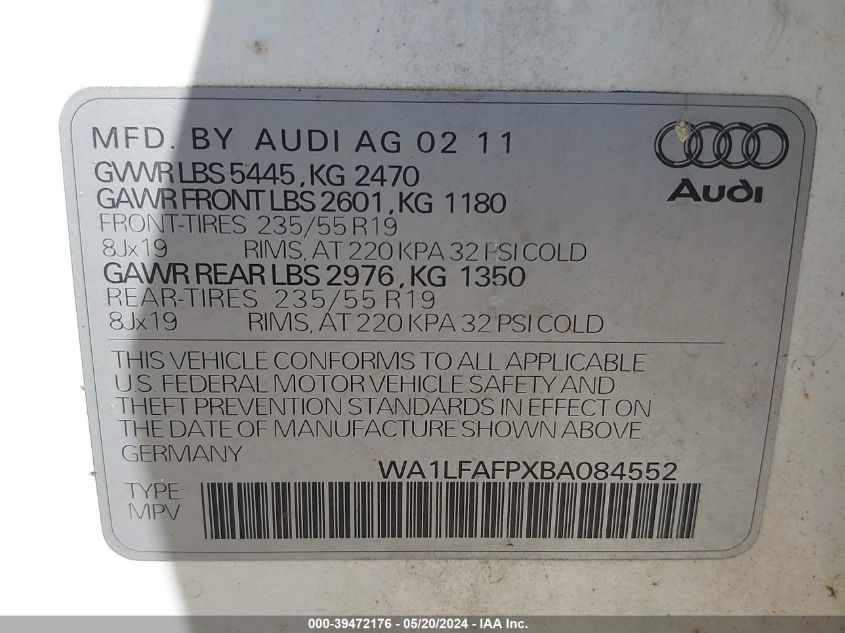 MFD. BY AUDI AG 02 11
GVWR LBS 5445, KG 2470
GAWR FRONT LBS 2601, KG 1180
FRONT-TIRES 235/55 R19
8Jx19 RIMS, AT 220 KPA 32 PSI COLD
GAWR REAR LBS 2976, KG 1350
REAR-TIRES 235/55 R19
8Jx19 RIMS, AT 220 KPA 32 PSI COLD
Audi
THIS VEHICLE CONFORMS TO ALL APPLICABLE
U.S. FEDERAL MOTOR VEHICLE SAFETY AND
THEFT PREVENTION STANDARDS IN EFFECT ON
THE DATE OF MANUFACTURE SHOWN ABOVE.
GERMANY
WA1LFAFPXBA084552
TYPE
MPV
000-39472176 - 05/20/2024 - IAAI - Copart, Inc.